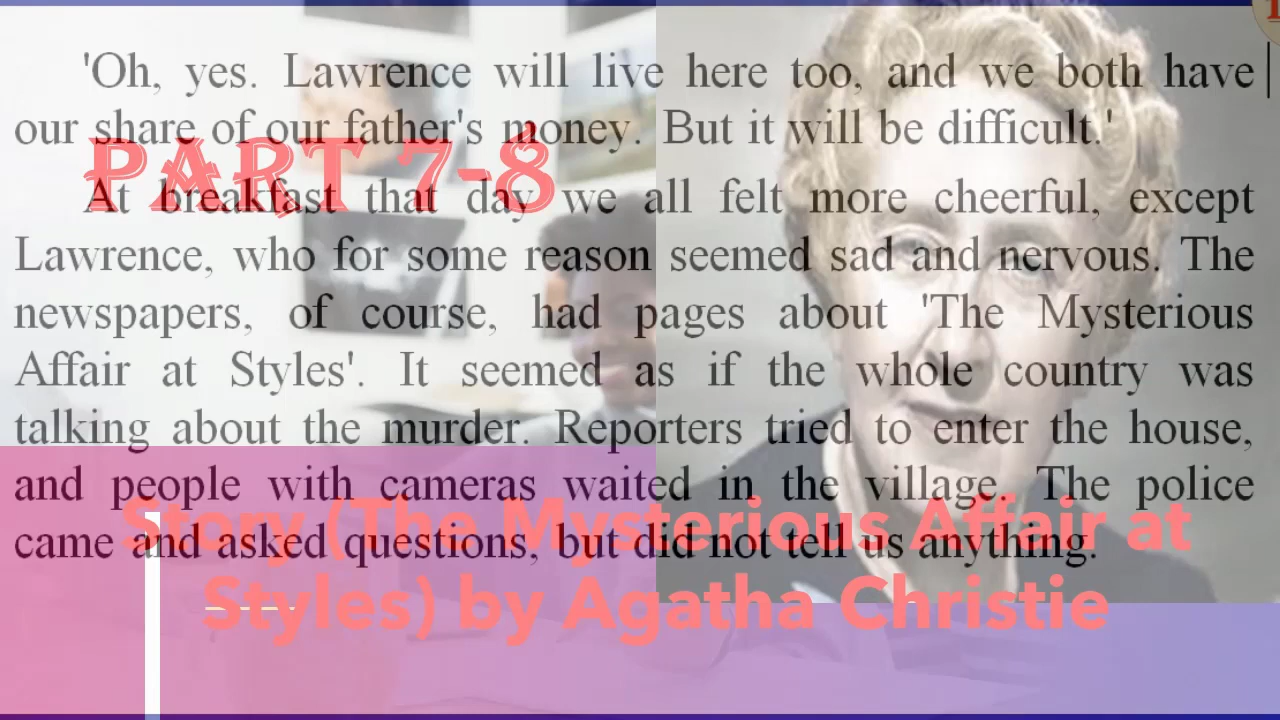 'Oh, yes. Lawrence will live here too, and we both have
our share of our father's money. But it will be difficult.'
PART 7-8
At breakfast that day we all felt more cheerful, except
Lawrence, who for some reason seemed sad and nervous. The
newspapers, of course, had pages about 'The Mysterious
Affair at Styles'. It seemed as if the whole country was
talking about the murder. Reporters tried to enter the house,
and people with cameras waited in the village. The police
came and asked questions, but did not tell us anything.
Story (The Mysterious Affair at
Styles) by Agatha Christie